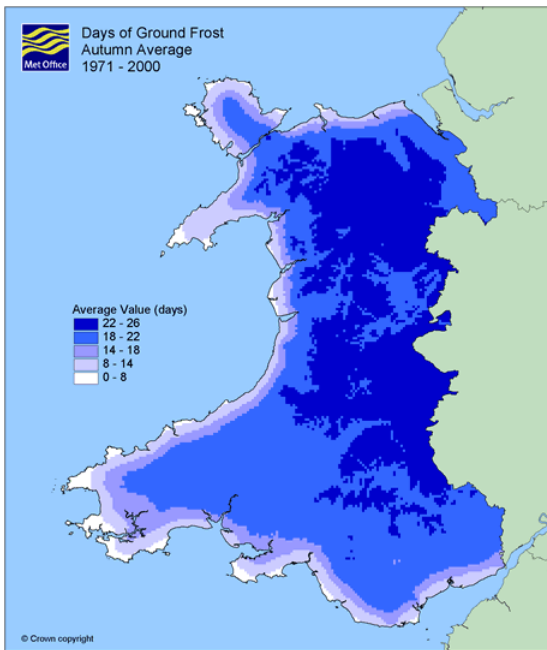 Days of Ground Frost
Autumn Average
1971 - 2000
Met Office
Average Value (days)
22 - 26
18 - 22
14 - 18
8 - 14
0 - 8
© Crown copyright